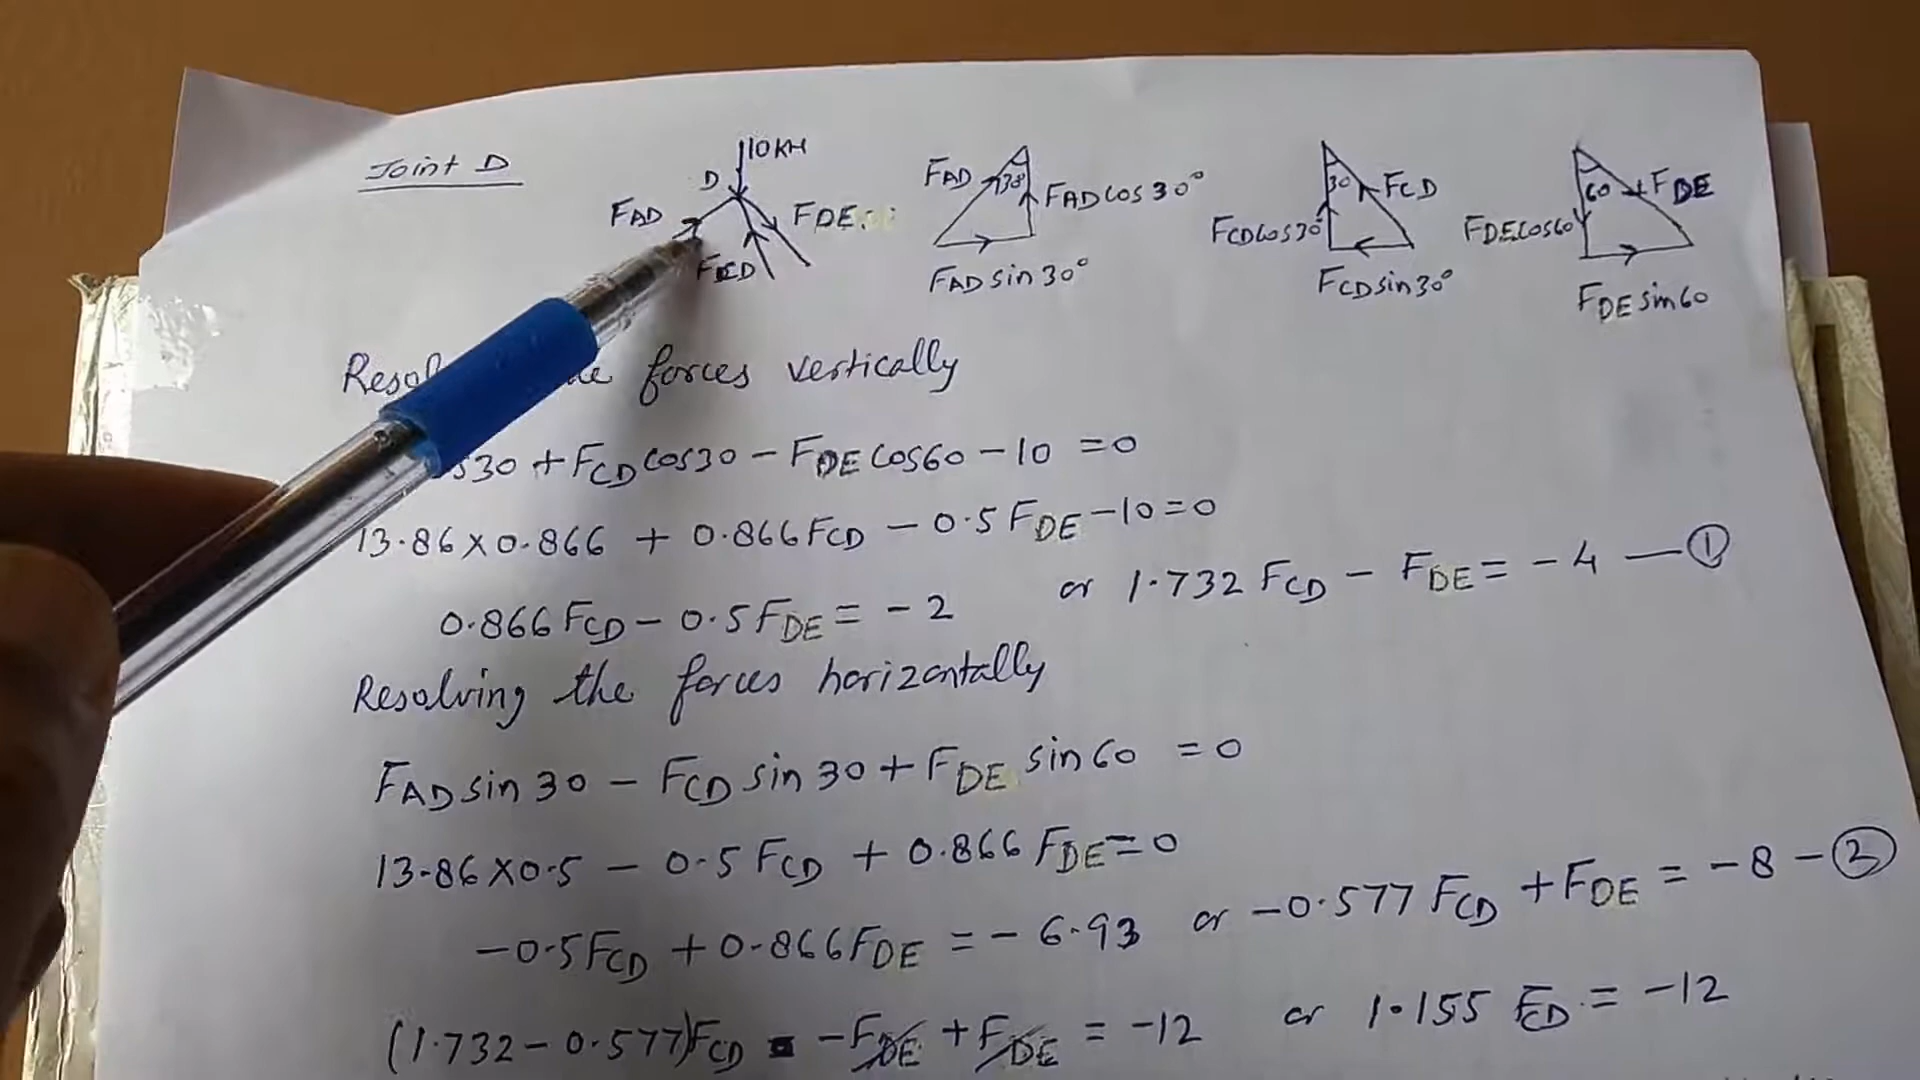 Joint D
10KN
D
FAD
FDE
FCD
FAD
30°
FAD cos 30°
FAD sin 30°
30
FCD
FCD cos 30°
FCD sin 30°
60
FDE
FDE cos 60
FDE sin 60
forces vertically
30 + FCD cos 30 - FDE cos 60 - 10 = 0
13.86 x 0.866 + 0.866 FCD - 0.5 FDE - 10 = 0
0.866 FCD - 0.5 FDE = -2 or 1.732 FCD - FDE = -4 — ①
Resolving the forces horizontally
FAD sin 30 - FCD sin 30 + FDE sin 60 = 0
13.86 x 0.5 - 0.5 FCD + 0.866 FDE = 0
-0.5 FCD + 0.866 FDE = -6.93 or -0.577 FCD + FDE = -8 - ②
(1.732 - 0.577) FCD - FDE + FDE = -12 or 1.155 FCD = -12